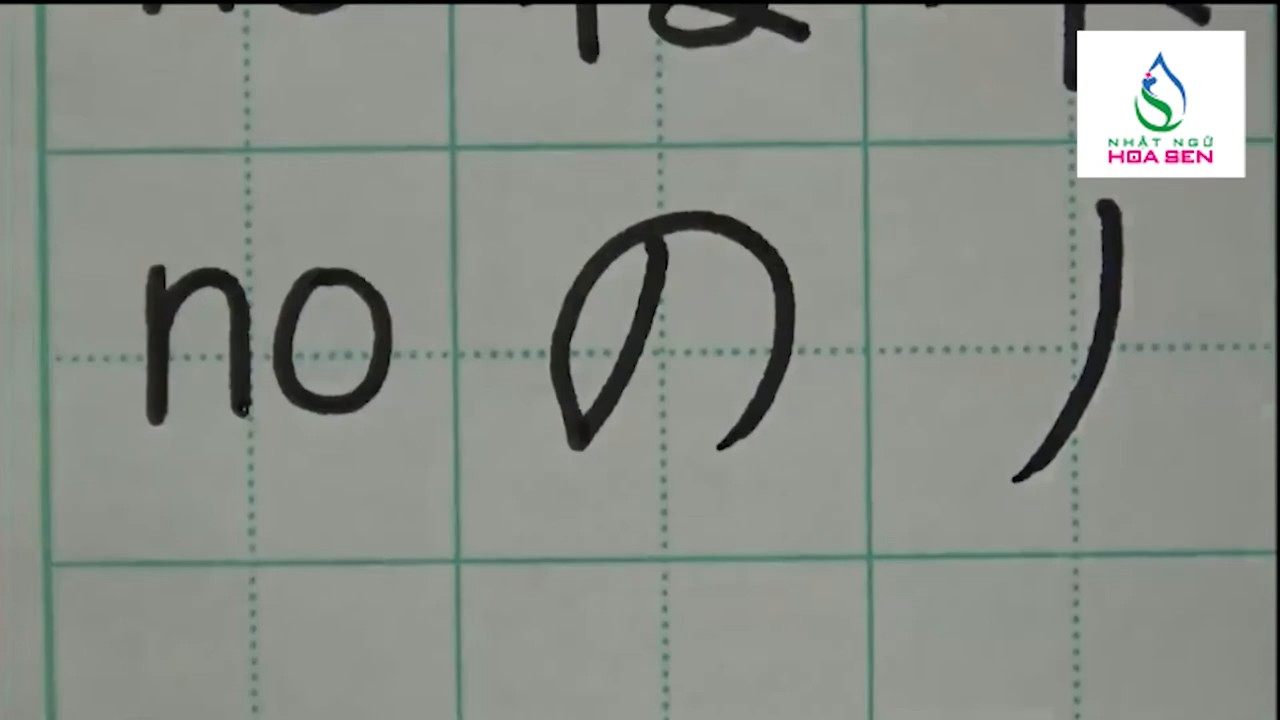 no の ノ
NHẬT NGỮ
HOA SEN